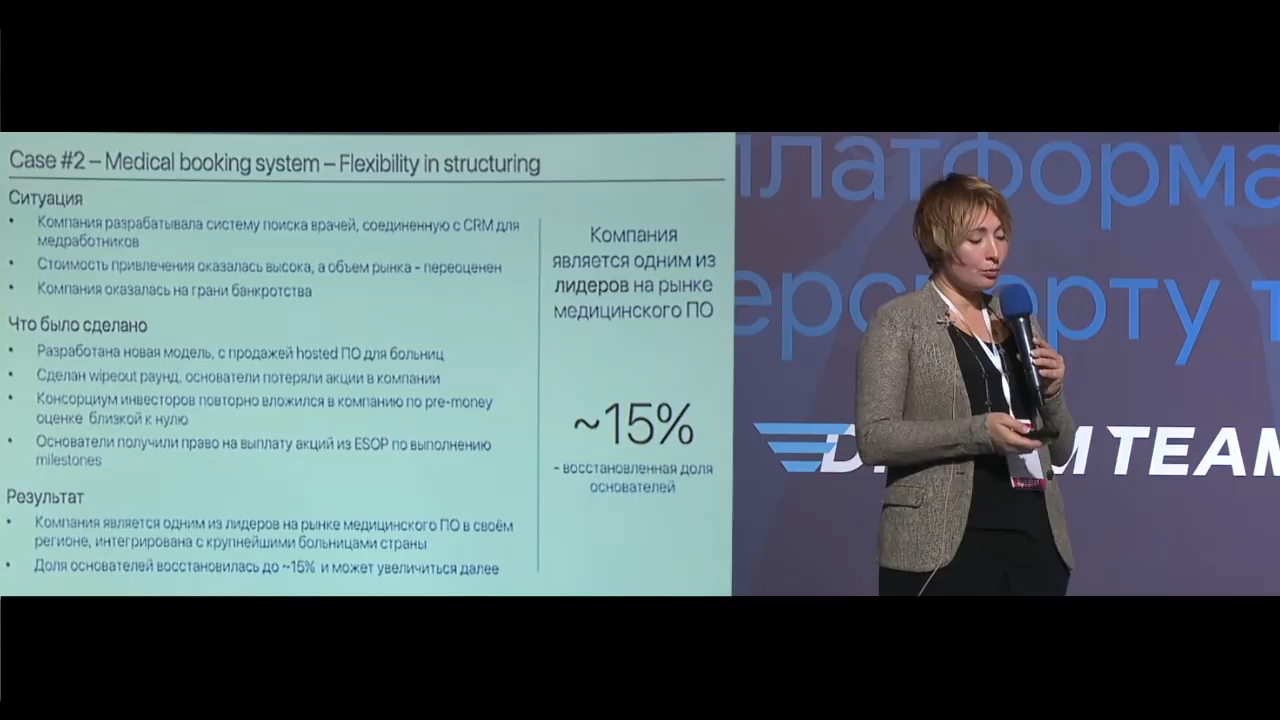 Case #2 – Medical booking system – Flexibility in structuring
Ситуация
• Компания разрабатывала систему поиска врачей, соединенную с CRM для
медработников
• Стоимость привлечения оказалась высока, а объем рынка - переоценен
• Компания оказалась на грани банкротства
Что было сделано
• Разработана новая модель, с продажей hosted ПО для больниц
• Сделан wipeout раунд, основатели потеряли акции в компании
• Консорциум инвесторов повторно вложился в компанию по pre-money
оценке близкой к нулю
• Основатели получили право на выплату акций из ESOP по выполнению
milestones
Результат
• Компания является одним из лидеров на рынке медицинского ПО в своём
регионе, интегрирована с крупнейшими больницами страны
• Доля основателей восстановилась до ~15% и может увеличиться далее
Компания
является одним из
лидеров на рынке
медицинского ПО
~15%
- восстановленная доля
основателей
платформа
TEAM